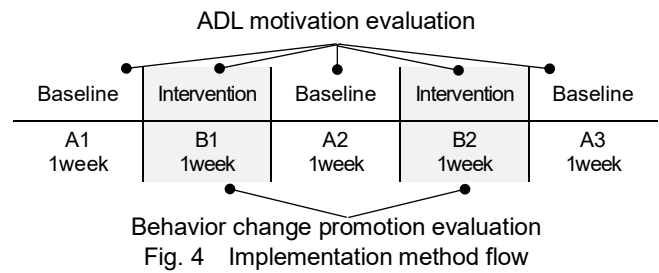 ADL motivation evaluation
Baseline Intervention Baseline Intervention Baseline
A1 B1 A2 B2 A3
1week 1week 1week 1week 1week
Behavior change promotion evaluation
Fig. 4 Implementation method flow